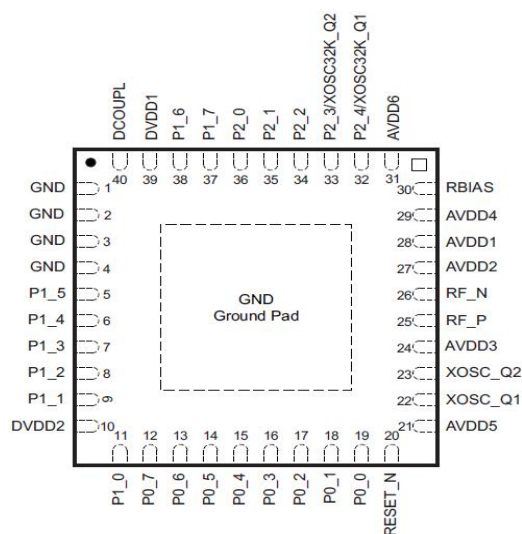 DCOUPL
DVDD1
P1_6
P1_7
P2_0
P2_1
P2_2
P2_3/XOSC32K_Q2
P2_4/XOSC32K_Q1
AVDD6
40 39 38 37 36 35 34 33 32 31
GND 1
GND 2
GND 3
GND 4
P1_5 5
P1_4 6
P1_3 7
P1_2 8
P1_1 9
DVDD2 10
GND
Ground Pad
30 RBIAS
29 AVDD4
28 AVDD1
27 AVDD2
26 RF_N
25 RF_P
24 AVDD3
23 XOSC_Q2
22 XOSC_Q1
21 AVDD5
11 12 13 14 15 16 17 18 19 20
P1_0
P0_7
P0_6
P0_5
P0_4
P0_3
P0_2
P0_1
P0_0
RESET_N